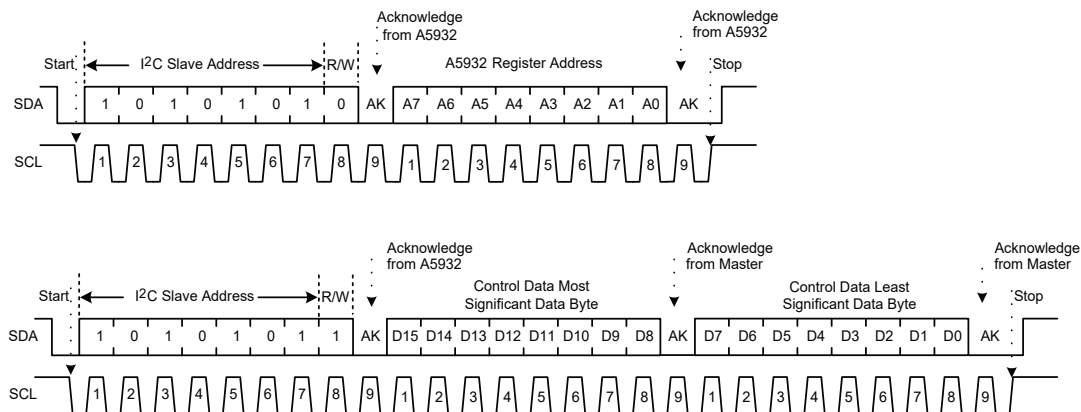 Acknowledge
from A5932
Acknowledge
from A5932
Start I2C Slave Address R/W A5932 Register Address Stop
SDA 1 0 1 0 1 0 1 0 AK A7 A6 A5 A4 A3 A2 A1 A0 AK
SCL 1 2 3 4 5 6 7 8 9 1 2 3 4 5 6 7 8 9
Acknowledge
from A5932
Acknowledge
from Master
Acknowledge
from Master
Start I2C Slave Address R/W
Control Data Most
Significant Data Byte
Control Data Least
Significant Data Byte
Stop
SDA 1 0 1 0 1 0 1 1 AK D15 D14 D13 D12 D11 D10 D9 D8 AK D7 D6 D5 D4 D3 D2 D1 D0 AK
SCL 1 2 3 4 5 6 7 8 9 1 2 3 4 5 6 7 8 9 1 2 3 4 5 6 7 8 9